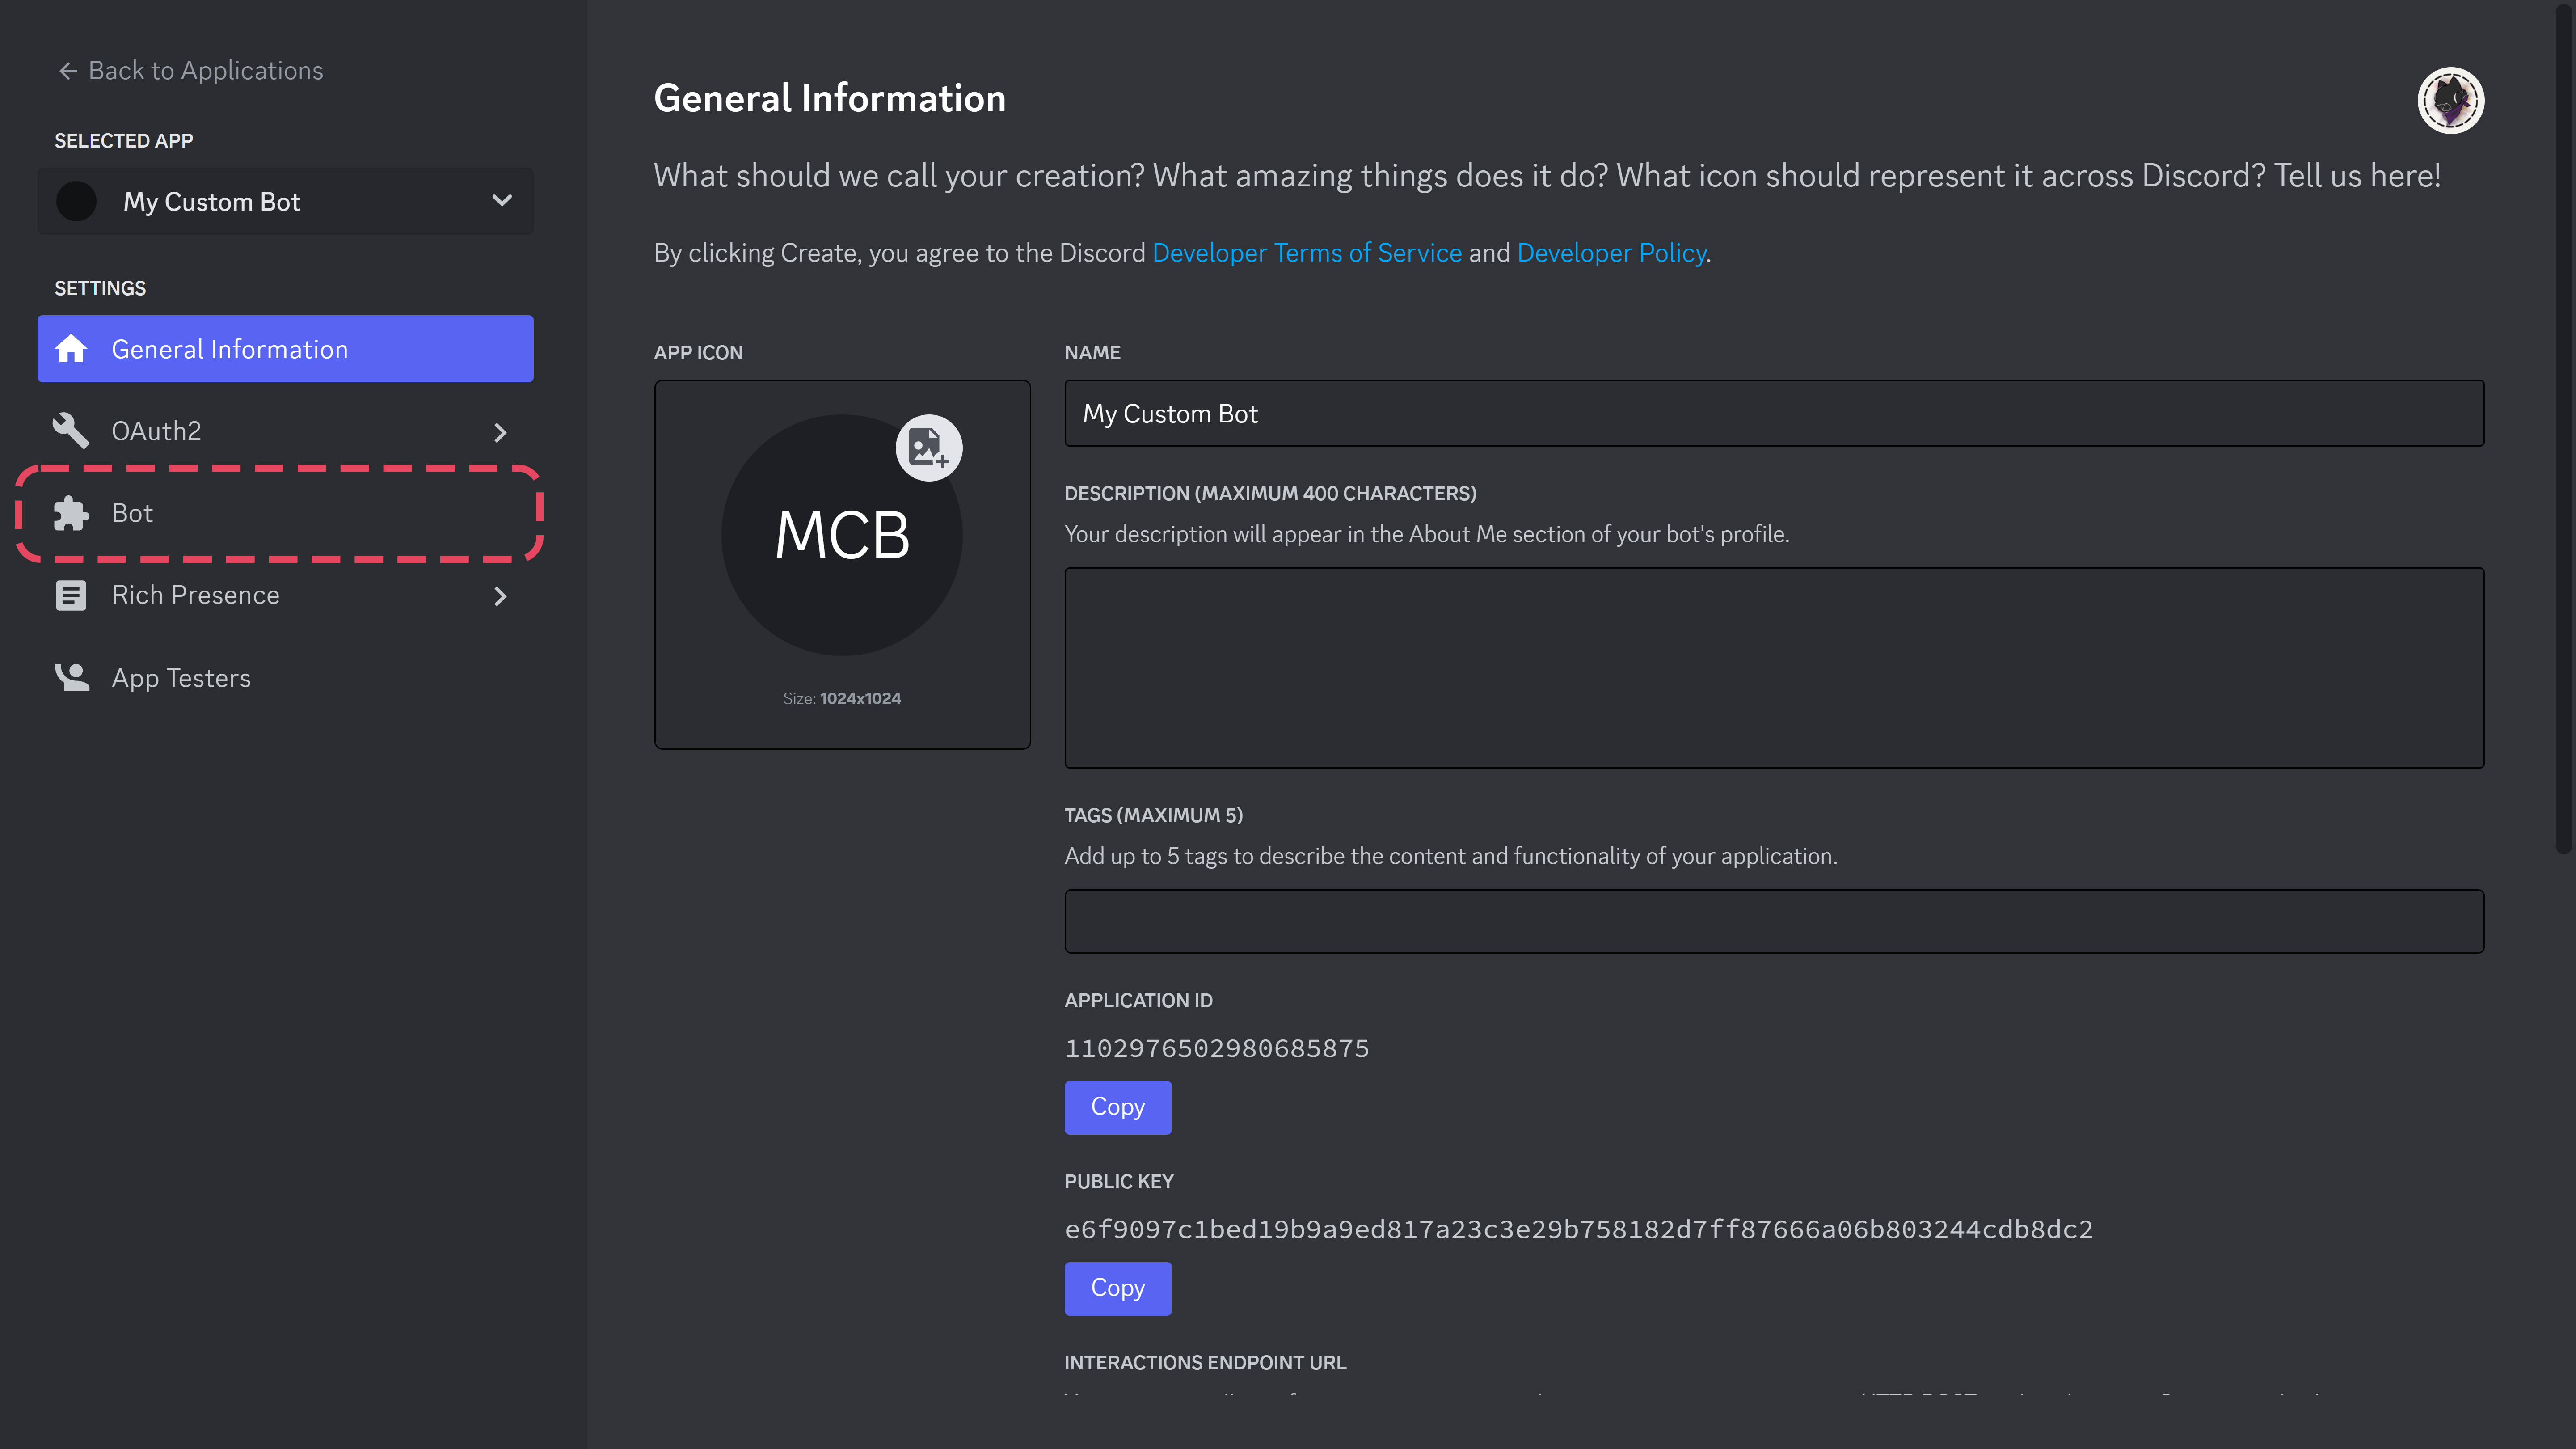 ← Back to Applications
SELECTED APP
My Custom Bot
SETTINGS
General Information
OAuth2
Bot
Rich Presence
App Testers
General Information
What should we call your creation? What amazing things does it do? What icon should represent it across Discord? Tell us here!
By clicking Create, you agree to the Discord Developer Terms of Service and Developer Policy.
APP ICON
MCB
Size: 1024x1024
NAME
My Custom Bot
DESCRIPTION (MAXIMUM 400 CHARACTERS)
Your description will appear in the About Me section of your bot's profile.
TAGS (MAXIMUM 5)
Add up to 5 tags to describe the content and functionality of your application.
APPLICATION ID
1102976502980685875
Copy
PUBLIC KEY
e6f9097c1bed19b9a9ed817a23c3e29b758182d7ff87666a06b803244cdb8dc2
Copy
INTERACTIONS ENDPOINT URL